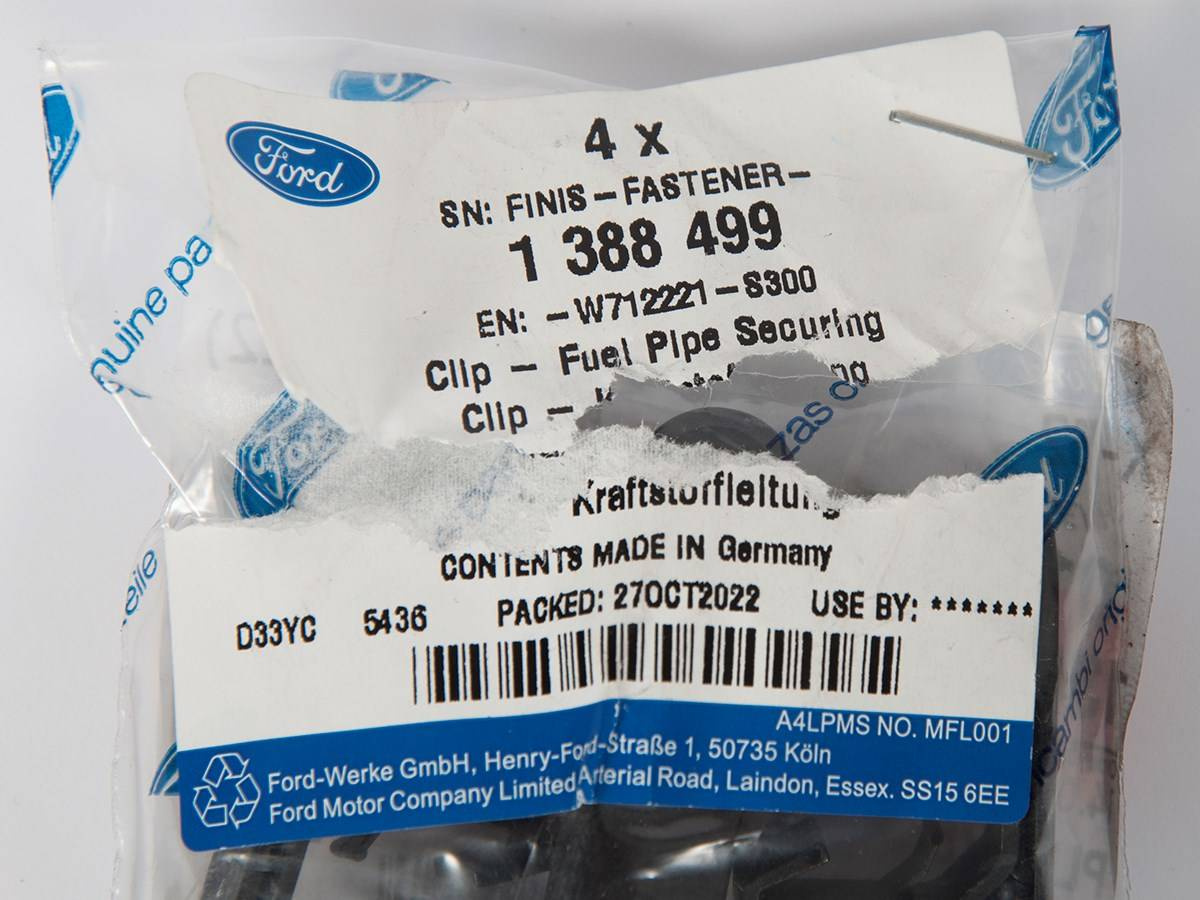 Ford
4 x
SN: FINIS-FASTENER-
1 388 499
EN: -W712221-S300
Clip - Fuel Pipe Securing
Clip -
Kraftstoffleitung
CONTENTS MADE IN Germany
D33YC 5436 PACKED: 27OCT2022 USE BY: *******
A4LPMS NO. MFL001
Ford-Werke GmbH, Henry-Ford-Straße 1, 50735 Köln
Ford Motor Company Limited Arterial Road, Laindon, Essex. SS15 6EE
Ford
Ford